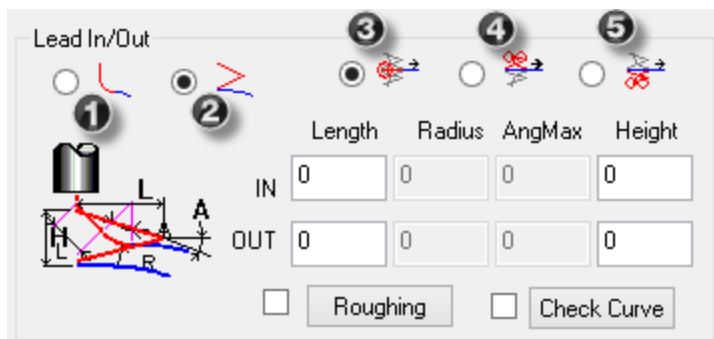 Lead In/Out
3 4 5
1 2
Length Radius AngMax Height
IN 0 0 0 0
OUT 0 0 0 0
L
A
H
L
R
Roughing Check Curve